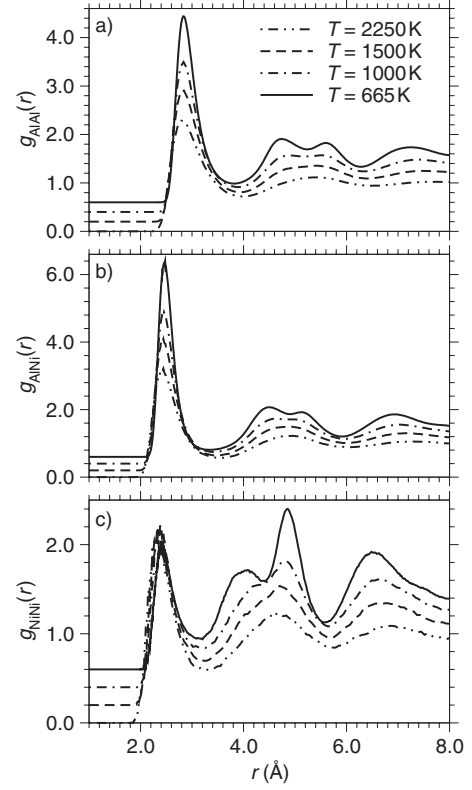 a)
T = 2250 K
T = 1500 K
T = 1000 K
T = 665 K
4.0
3.0
2.0
1.0
0.0
g_AlAl(r)
b)
6.0
4.0
2.0
0.0
g_AlNi(r)
c)
2.0
1.0
0.0
g_NiNi(r)
2.0 4.0 6.0 8.0
r (Å)